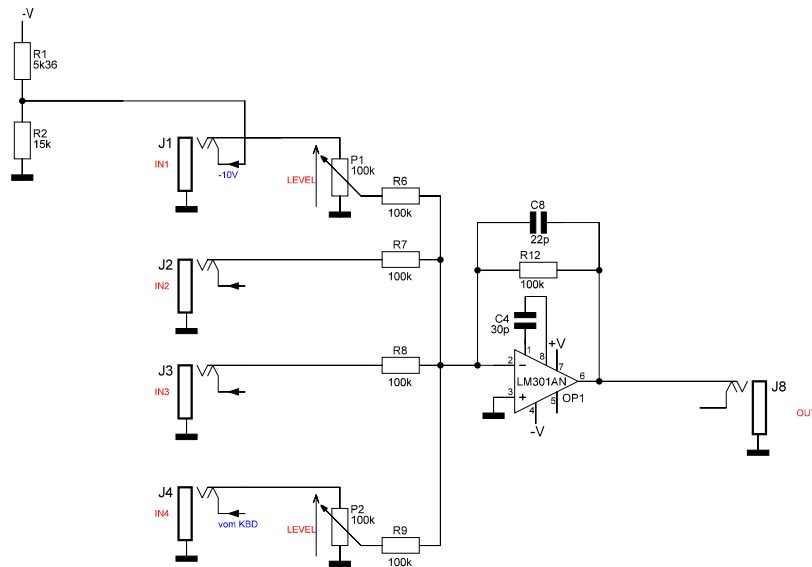 -V
R1
5k36
R2
15k
J1
IN1
-10V
LEVEL
P1
100k
R6
100k
J2
IN2
R7
100k
C8
22p
R12
100k
J3
IN3
R8
100k
C4
30p
1
8
+V
7
2
−
LM301AN
6
3
+
4
5
OP1
-V
J8
OU
J4
IN4
vom KBD
LEVEL
P2
100k
R9
100k